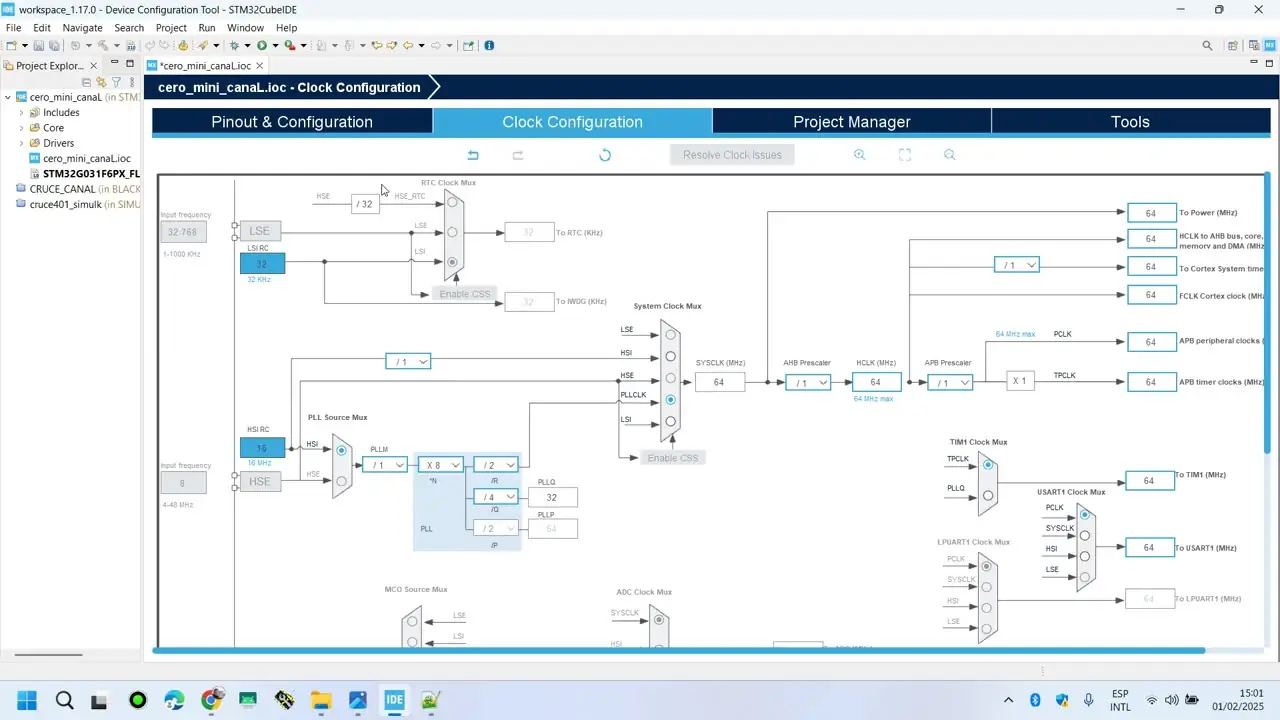 workspace_1.17.0 - Device Configuration Tool - STM32CubeIDE
File Edit Navigate Search Project Run Window Help
Project Explor...
*cero_mini_canaL.ioc
cero_mini_canaL (in STM
Includes
Core
Drivers
cero_mini_canaL.ioc
STM32G031F6PX_FL
CRUCE_CANAL (in BLACK
cruce401_simulk (in SIMU
cero_mini_canaL.ioc - Clock Configuration
Pinout & Configuration
Clock Configuration
Project Manager
Tools
Resolve Clock Issues
RTC Clock Mux
HSE
/ 32
HSE_RTC
Input frequency
32.768
1-1000 KHz
LSE
LSE
32
To RTC (KHz)
LSI RC
32
32 KHz
LSI
Enable CSS
32
To IWDG (KHz)
System Clock Mux
LSE
HSI
HSE
PLLCLK
LSI
Enable CSS
/ 1
SYSCLK (MHz)
64
AHB Prescaler
/ 1
HCLK (MHz)
64
64 MHz max
APB Prescaler
/ 1
64
To Power (MHz)
64
HCLK to AHB bus, core,
memory and DMA (MHz
/ 1
64
To Cortex System time
64
FCLK Cortex clock (MH
64 MHz max
PCLK
64
APB peripheral clocks (
X 1
TPCLK
64
APB timer clocks (MHz
PLL Source Mux
HSI RC
16
16 MHz
HSI
HSE
Input frequency
8
4-48 MHz
HSE
PLLM
/ 1
X 8
*N
/ 2
/R
/ 4
/Q
PLLQ
32
PLL
/ 2
/P
PLLP
64
TIM1 Clock Mux
TPCLK
PLLQ
64
To TIM1 (MHz)
USART1 Clock Mux
PCLK
SYSCLK
HSI
LSE
64
To USART1 (MHz)
LPUART1 Clock Mux
PCLK
SYSCLK
HSI
LSE
64
To LPUART1 (MHz)
MCO Source Mux
LSE
LSI
ADC Clock Mux
SYSCLK
HSI
IDE
ESP
INTL
15:01
01/02/2025